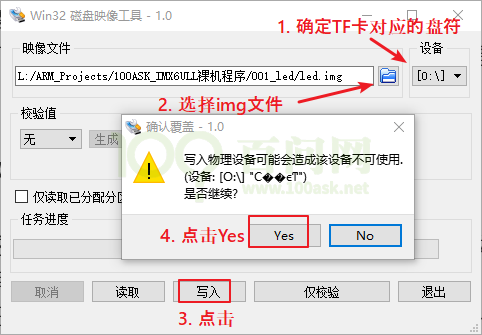 Win32 磁盘映像工具 - 1.0
1. 确定TF卡对应的盘符
映像文件
设备
L:/ARM_Projects/100ASK_IMX6ULL裸机程序/001_led/led.img
[O:\]
2. 选择img文件
校验值
无
生成
确认覆盖 - 1.0
写入物理设备可能会造成该设备不可使用.
(设备: [O:\] "C��єͲ")
是否继续?
百问网
www.100ask.net
仅读取已分配分区
任务进度
4. 点击Yes
Yes
No
取消
读取
写入
仅校验
退出
3. 点击